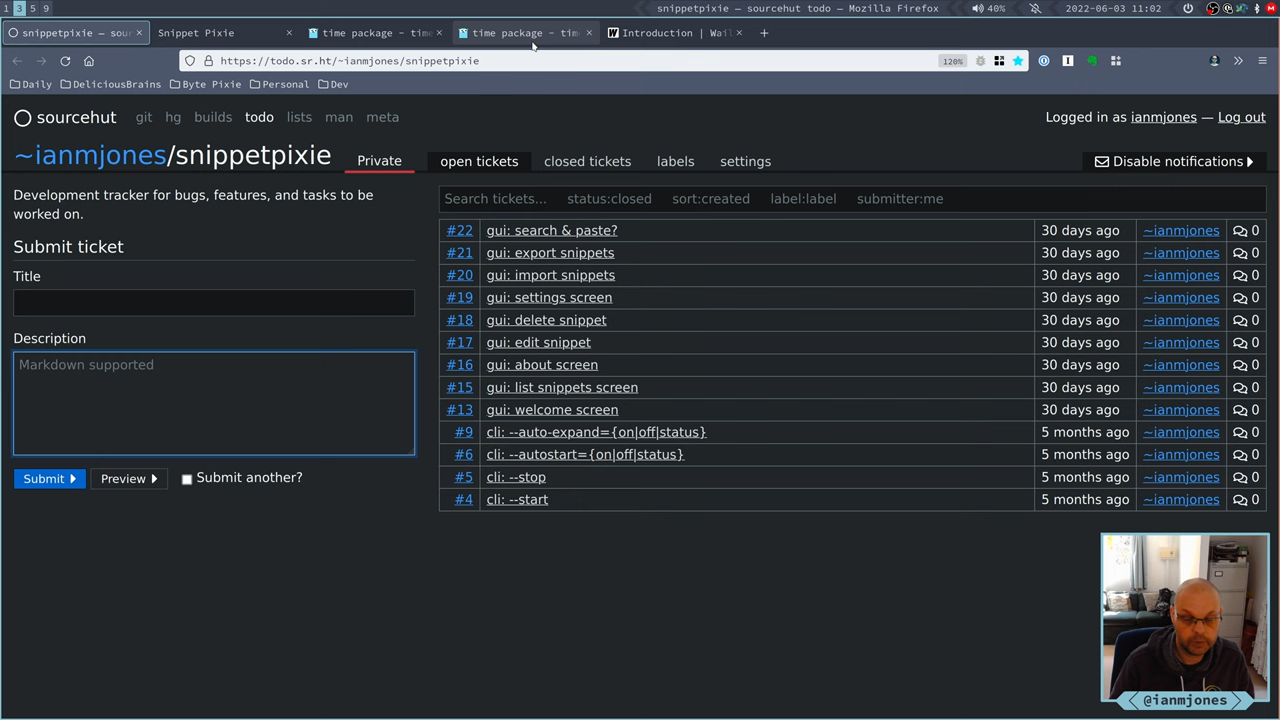 1 3 5 9
snippetpixie — sourcehut todo — Mozilla Firefox
40%
2022-06-03 11:02
snippetpixie — sour
Snippet Pixie
time package - time
time package - tim
Introduction | Wail
https://todo.sr.ht/~ianmjones/snippetpixie
120%
Daily
DeliciousBrains
Byte Pixie
Personal
Dev
sourcehut git hg builds todo lists man meta
Logged in as ianmjones — Log out
~ianmjones/snippetpixie
Private
open tickets
closed tickets
labels
settings
Disable notifications
Development tracker for bugs, features, and tasks to
be worked on.
Submit ticket
Title
Description
Markdown supported
Submit
Preview
Submit another?
Search tickets... status:closed sort:created label:label submitter:me
#22 gui: search & paste? 30 days ago ~ianmjones 0
#21 gui: export snippets 30 days ago ~ianmjones 0
#20 gui: import snippets 30 days ago ~ianmjones 0
#19 gui: settings screen 30 days ago ~ianmjones 0
#18 gui: delete snippet 30 days ago ~ianmjones 0
#17 gui: edit snippet 30 days ago ~ianmjones 0
#16 gui: about screen 30 days ago ~ianmjones 0
#15 gui: list snippets screen 30 days ago ~ianmjones 0
#13 gui: welcome screen 30 days ago ~ianmjones 0
#9 cli: --auto-expand={on|off|status} 5 months ago ~ianmjones 0
#6 cli: --autostart={on|off|status} 5 months ago ~ianmjones 0
#5 cli: --stop 5 months ago ~ianmjones 0
#4 cli: --start 5 months ago ~ianmjones 0
@ianmjones